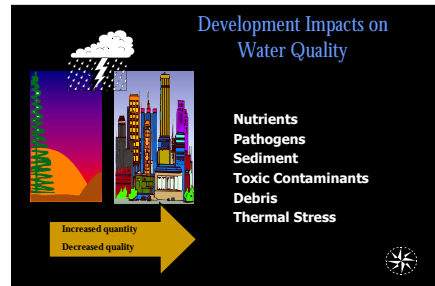 Development Impacts on
Water Quality
Nutrients
Pathogens
Sediment
Toxic Contaminants
Debris
Thermal Stress
Increased quantity
Decreased quality